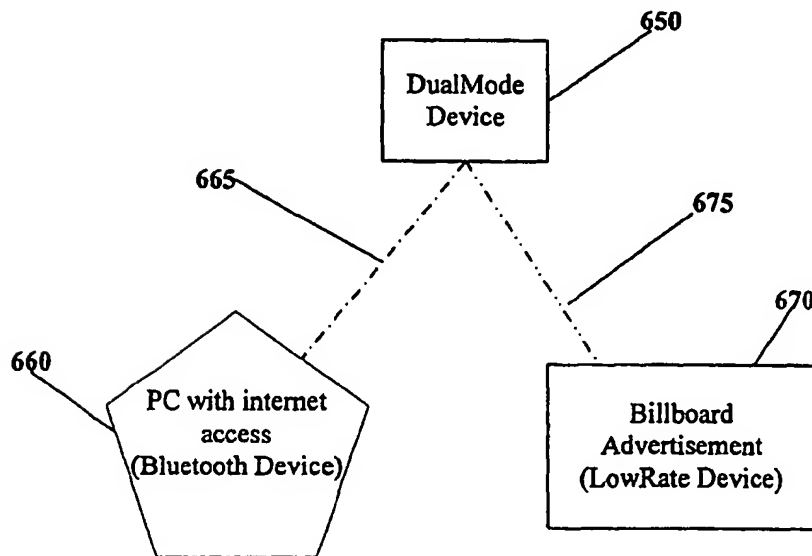 650
DualMode
Device
665
675
670
660
PC with internet
access
(Bluetooth Device)
Billboard
Advertisement
(LowRate Device)